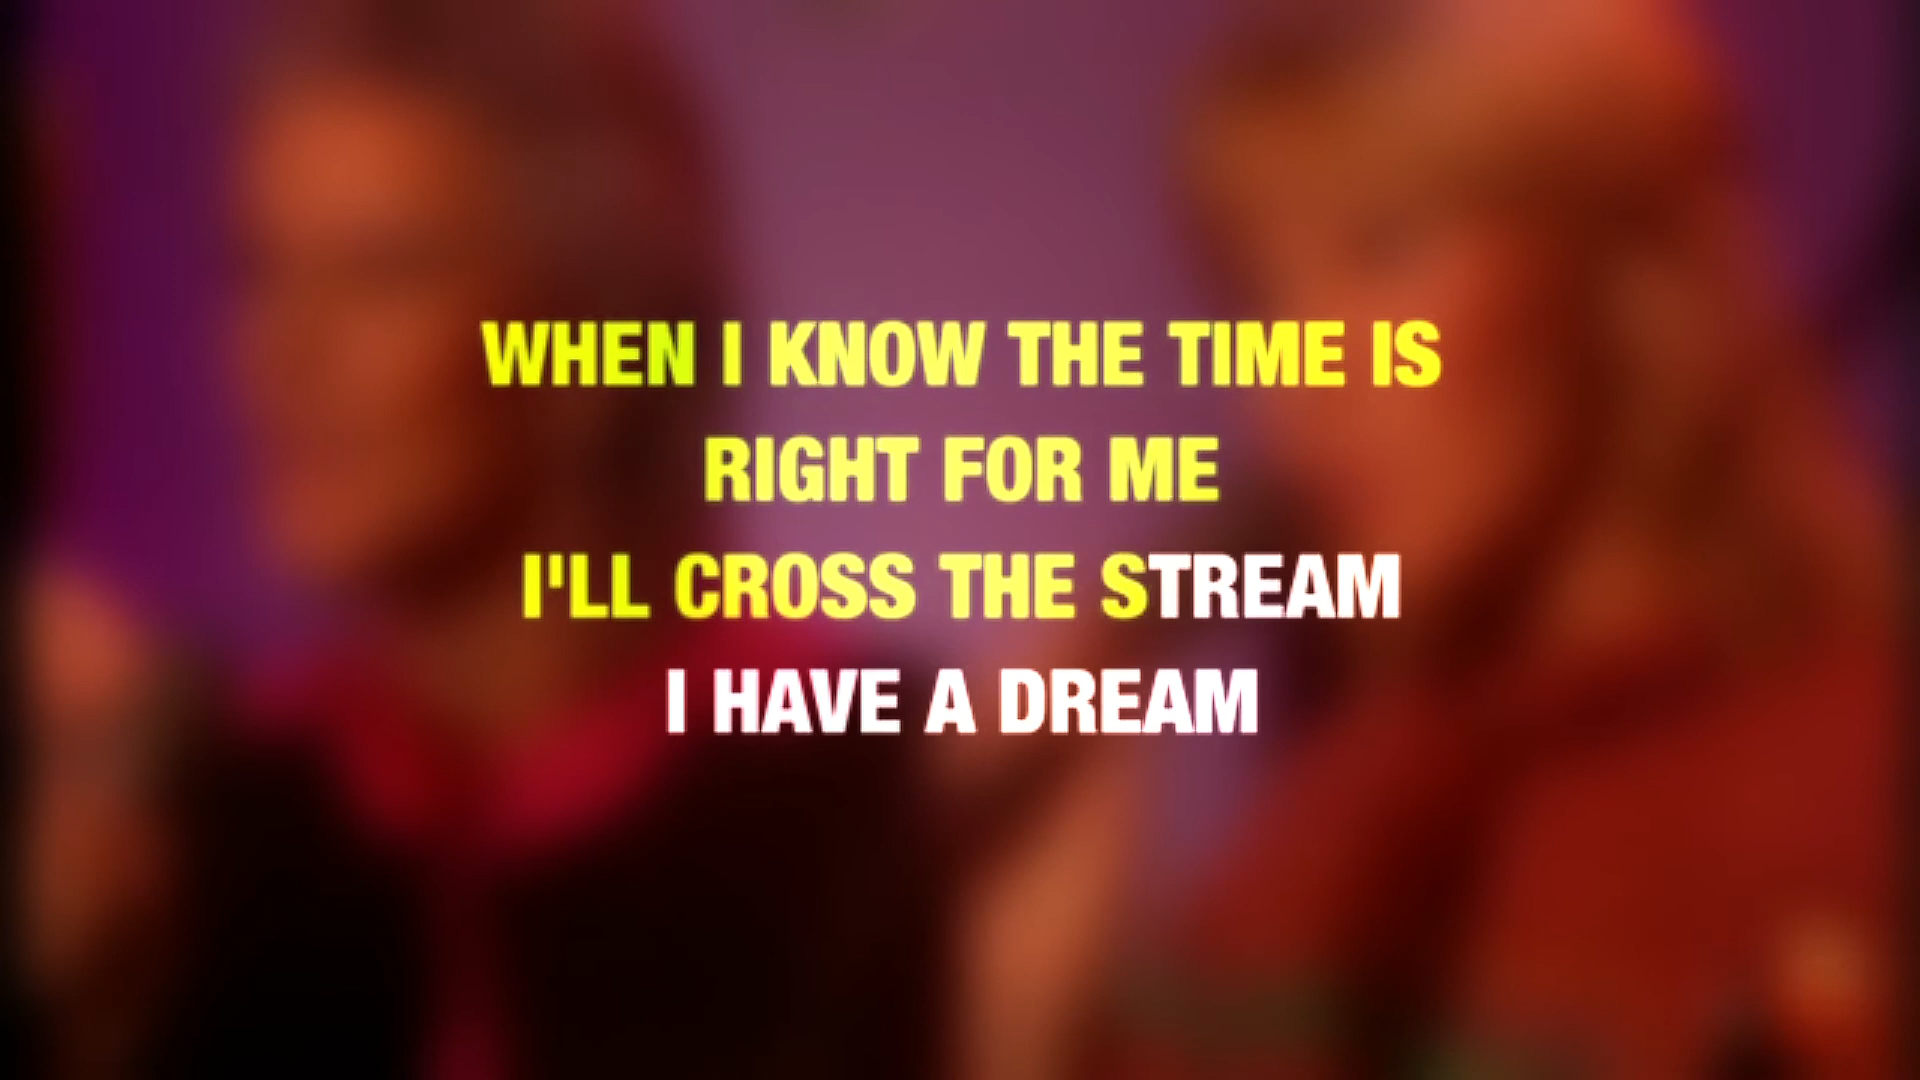 WHEN I KNOW THE TIME IS
RIGHT FOR ME
I'LL CROSS THE STREAM
I HAVE A DREAM